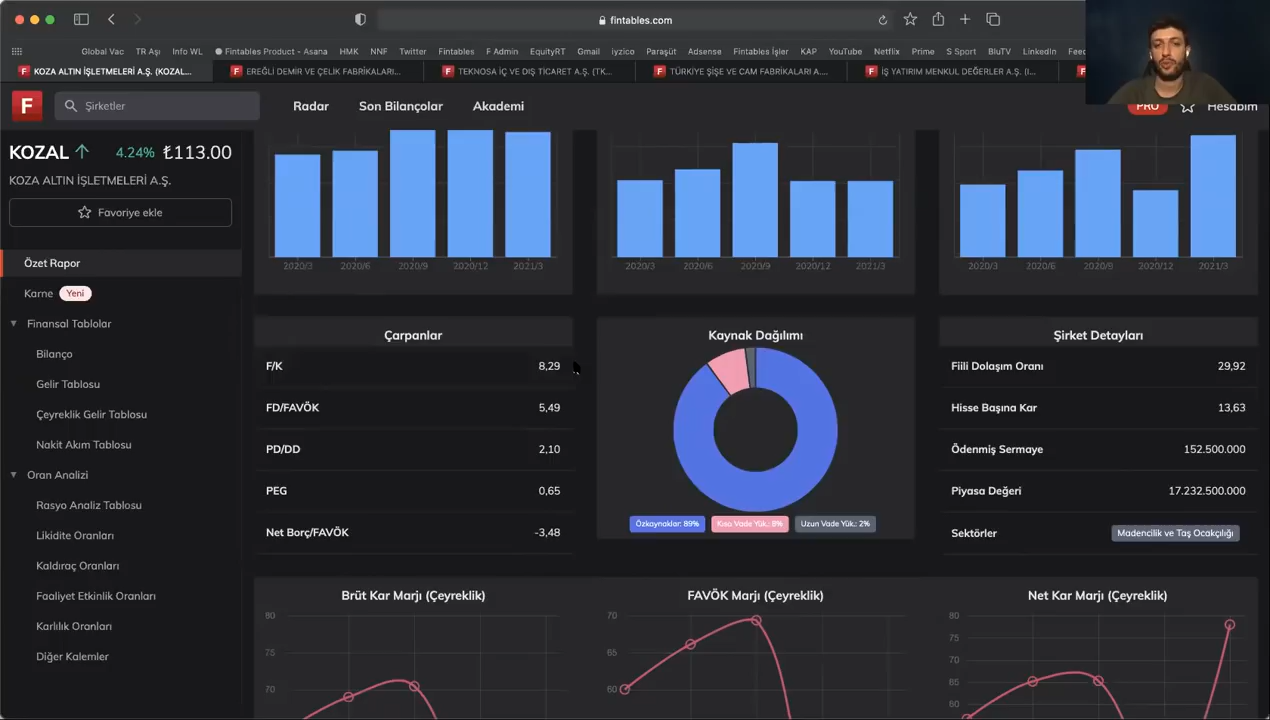 fintables.com
Global Vac TR Aşı Info WL Fintables Product - Asana HMK NNF Twitter Fintables F Admin EquityRT Gmail iyzico Paraşüt Adsense Fintables İşler KAP YouTube Netflix Prime S Sport BluTV LinkedIn
KOZA ALTIN İŞLETMELERİ A.Ş. (KOZAL... EREĞLİ DEMİR VE ÇELİK FABRİKALARI... TEKNOSA İÇ VE DIŞ TİCARET A.Ş. (TK... TÜRKİYE ŞİŞE VE CAM FABRİKALARI A.... İŞ YATIRIM MENKUL DEĞERLER A.Ş. (I...
F Şirketler Radar Son Bilançolar Akademi PRO Hesabım
KOZAL 4.24% ₺113.00
KOZA ALTIN İŞLETMELERİ A.Ş.
Favoriye ekle
Özet Rapor
Karne Yeni
Finansal Tablolar
Bilanço
Gelir Tablosu
Çeyreklik Gelir Tablosu
Nakit Akım Tablosu
Oran Analizi
Rasyo Analiz Tablosu
Likidite Oranları
Kaldıraç Oranları
Faaliyet Etkinlik Oranları
Karlılık Oranları
Diğer Kalemler
2020/3 2020/6 2020/9 2020/12 2021/3
2020/3 2020/6 2020/9 2020/12 2021/3
2020/3 2020/6 2020/9 2020/12 2021/3
Çarpanlar
F/K 8,29
FD/FAVÖK 5,49
PD/DD 2,10
PEG 0,65
Net Borç/FAVÖK -3,48
Kaynak Dağılımı
Özkaynaklar: 89% Kısa Vade Yük.: 8% Uzun Vade Yük.: 2%
Şirket Detayları
Fiili Dolaşım Oranı 29,92
Hisse Başına Kar 13,63
Ödenmiş Sermaye 152.500.000
Piyasa Değeri 17.232.500.000
Sektörler Madencilik ve Taş Ocakçılığı
Brüt Kar Marjı (Çeyreklik)
80
75
70
FAVÖK Marjı (Çeyreklik)
70
65
60
Net Kar Marjı (Çeyreklik)
80
75
70
65
60